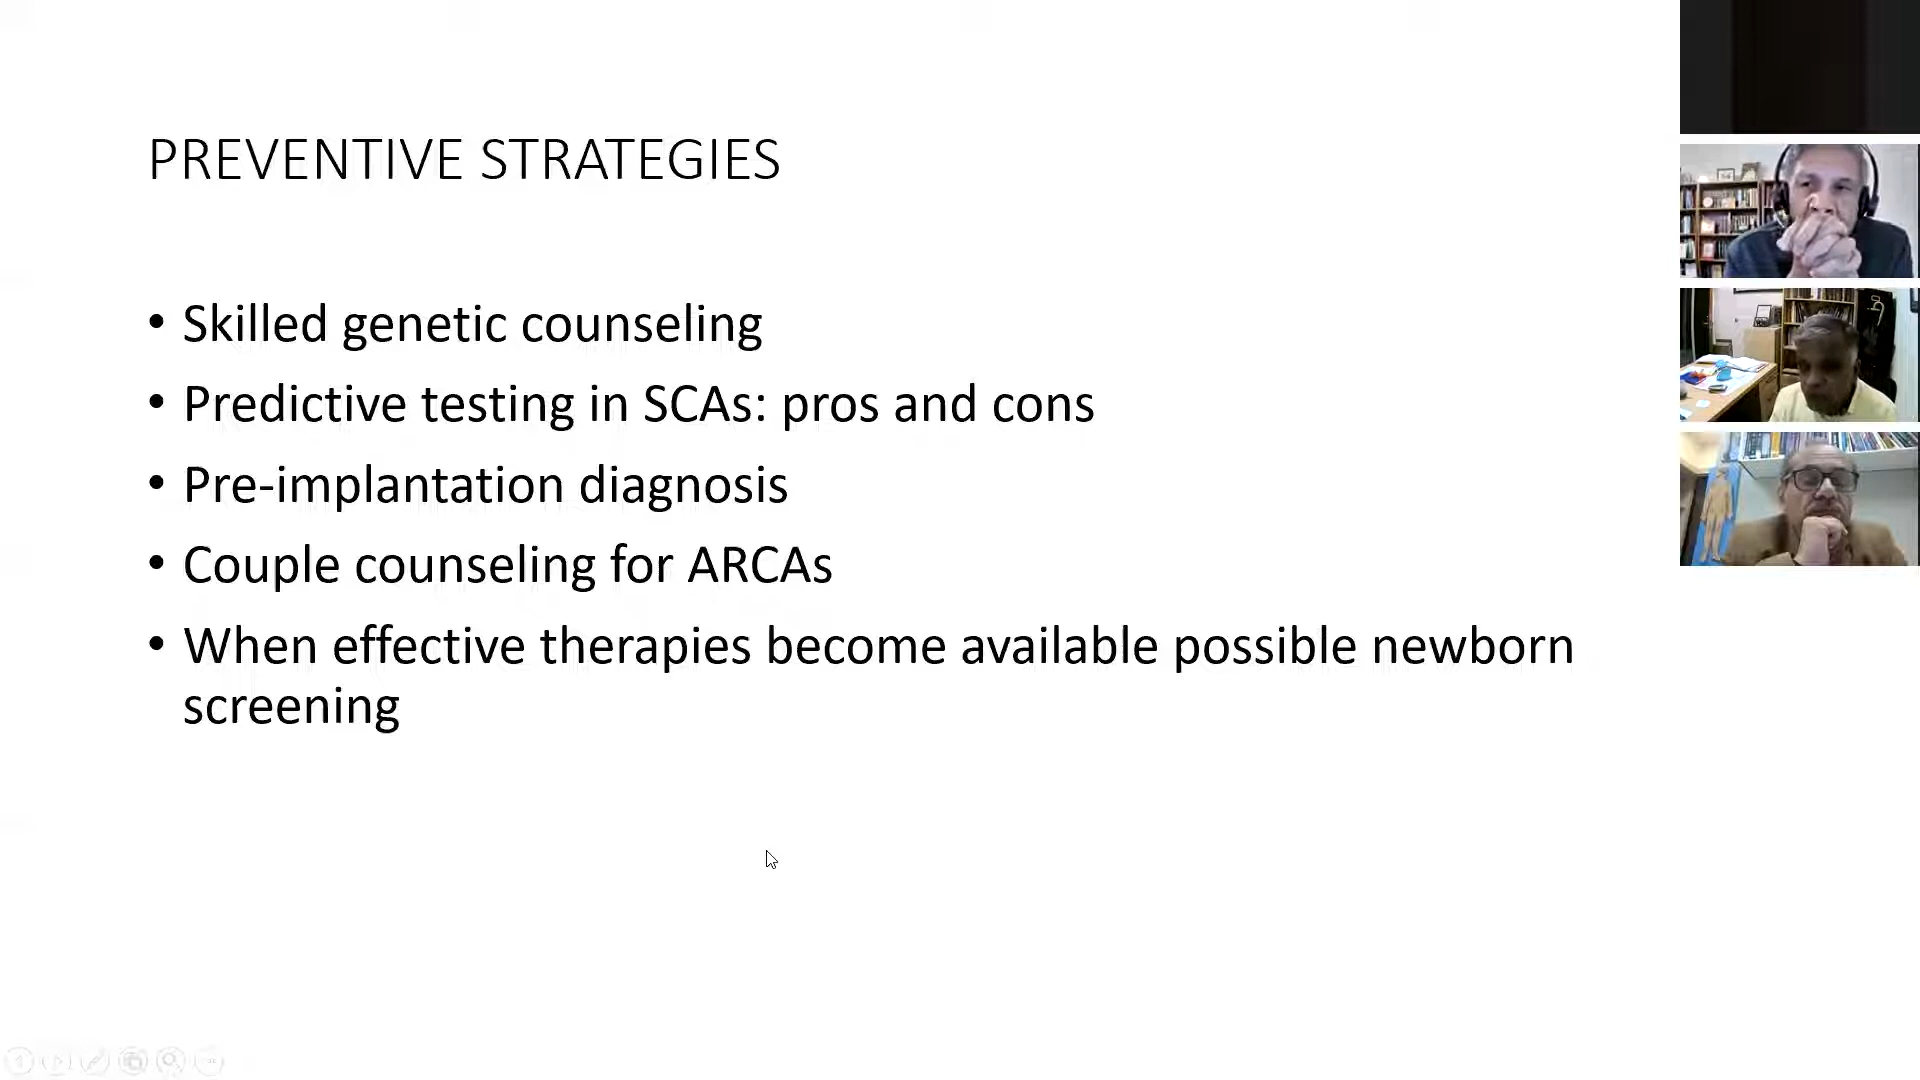 PREVENTIVE STRATEGIES
• Skilled genetic counseling
• Predictive testing in SCAs: pros and cons
• Pre-implantation diagnosis
• Couple counseling for ARCAs
• When effective therapies become available possible newborn
screening